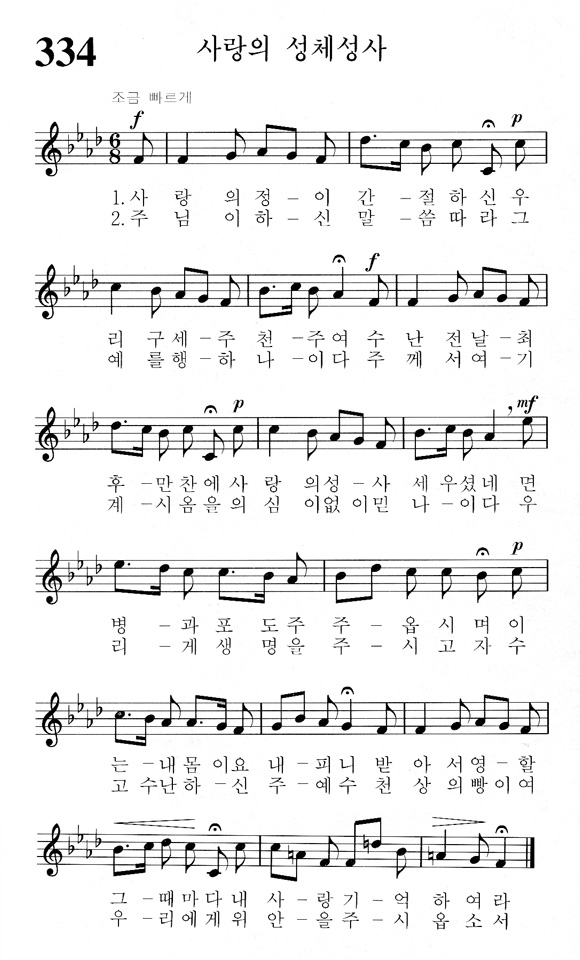 334 사랑의 성체성사
조금 빠르게
f p
1.사 랑 의정-이 간-절하신우
2.주 님 이하-신 말-씀따라그
f
리 구세-주 천-주여 수 난 전날-최
예 를행-하 나-이다 주 께 서여-기
p mf
후-만찬에사 랑 의성-사 세우셨네 면
계-시옴을의 심 이없이믿 나-이다우
p
병-과포도주 주-옵시며이
리-게생명을 주-시고자수
는-내몸이요 내-피니 받 아 서영-할
고 수난하-신 주-예수 천 상 의빵이여
그-때마다내 사-랑기-억 하여라
우-리에게위 안-을주-시 옵소서